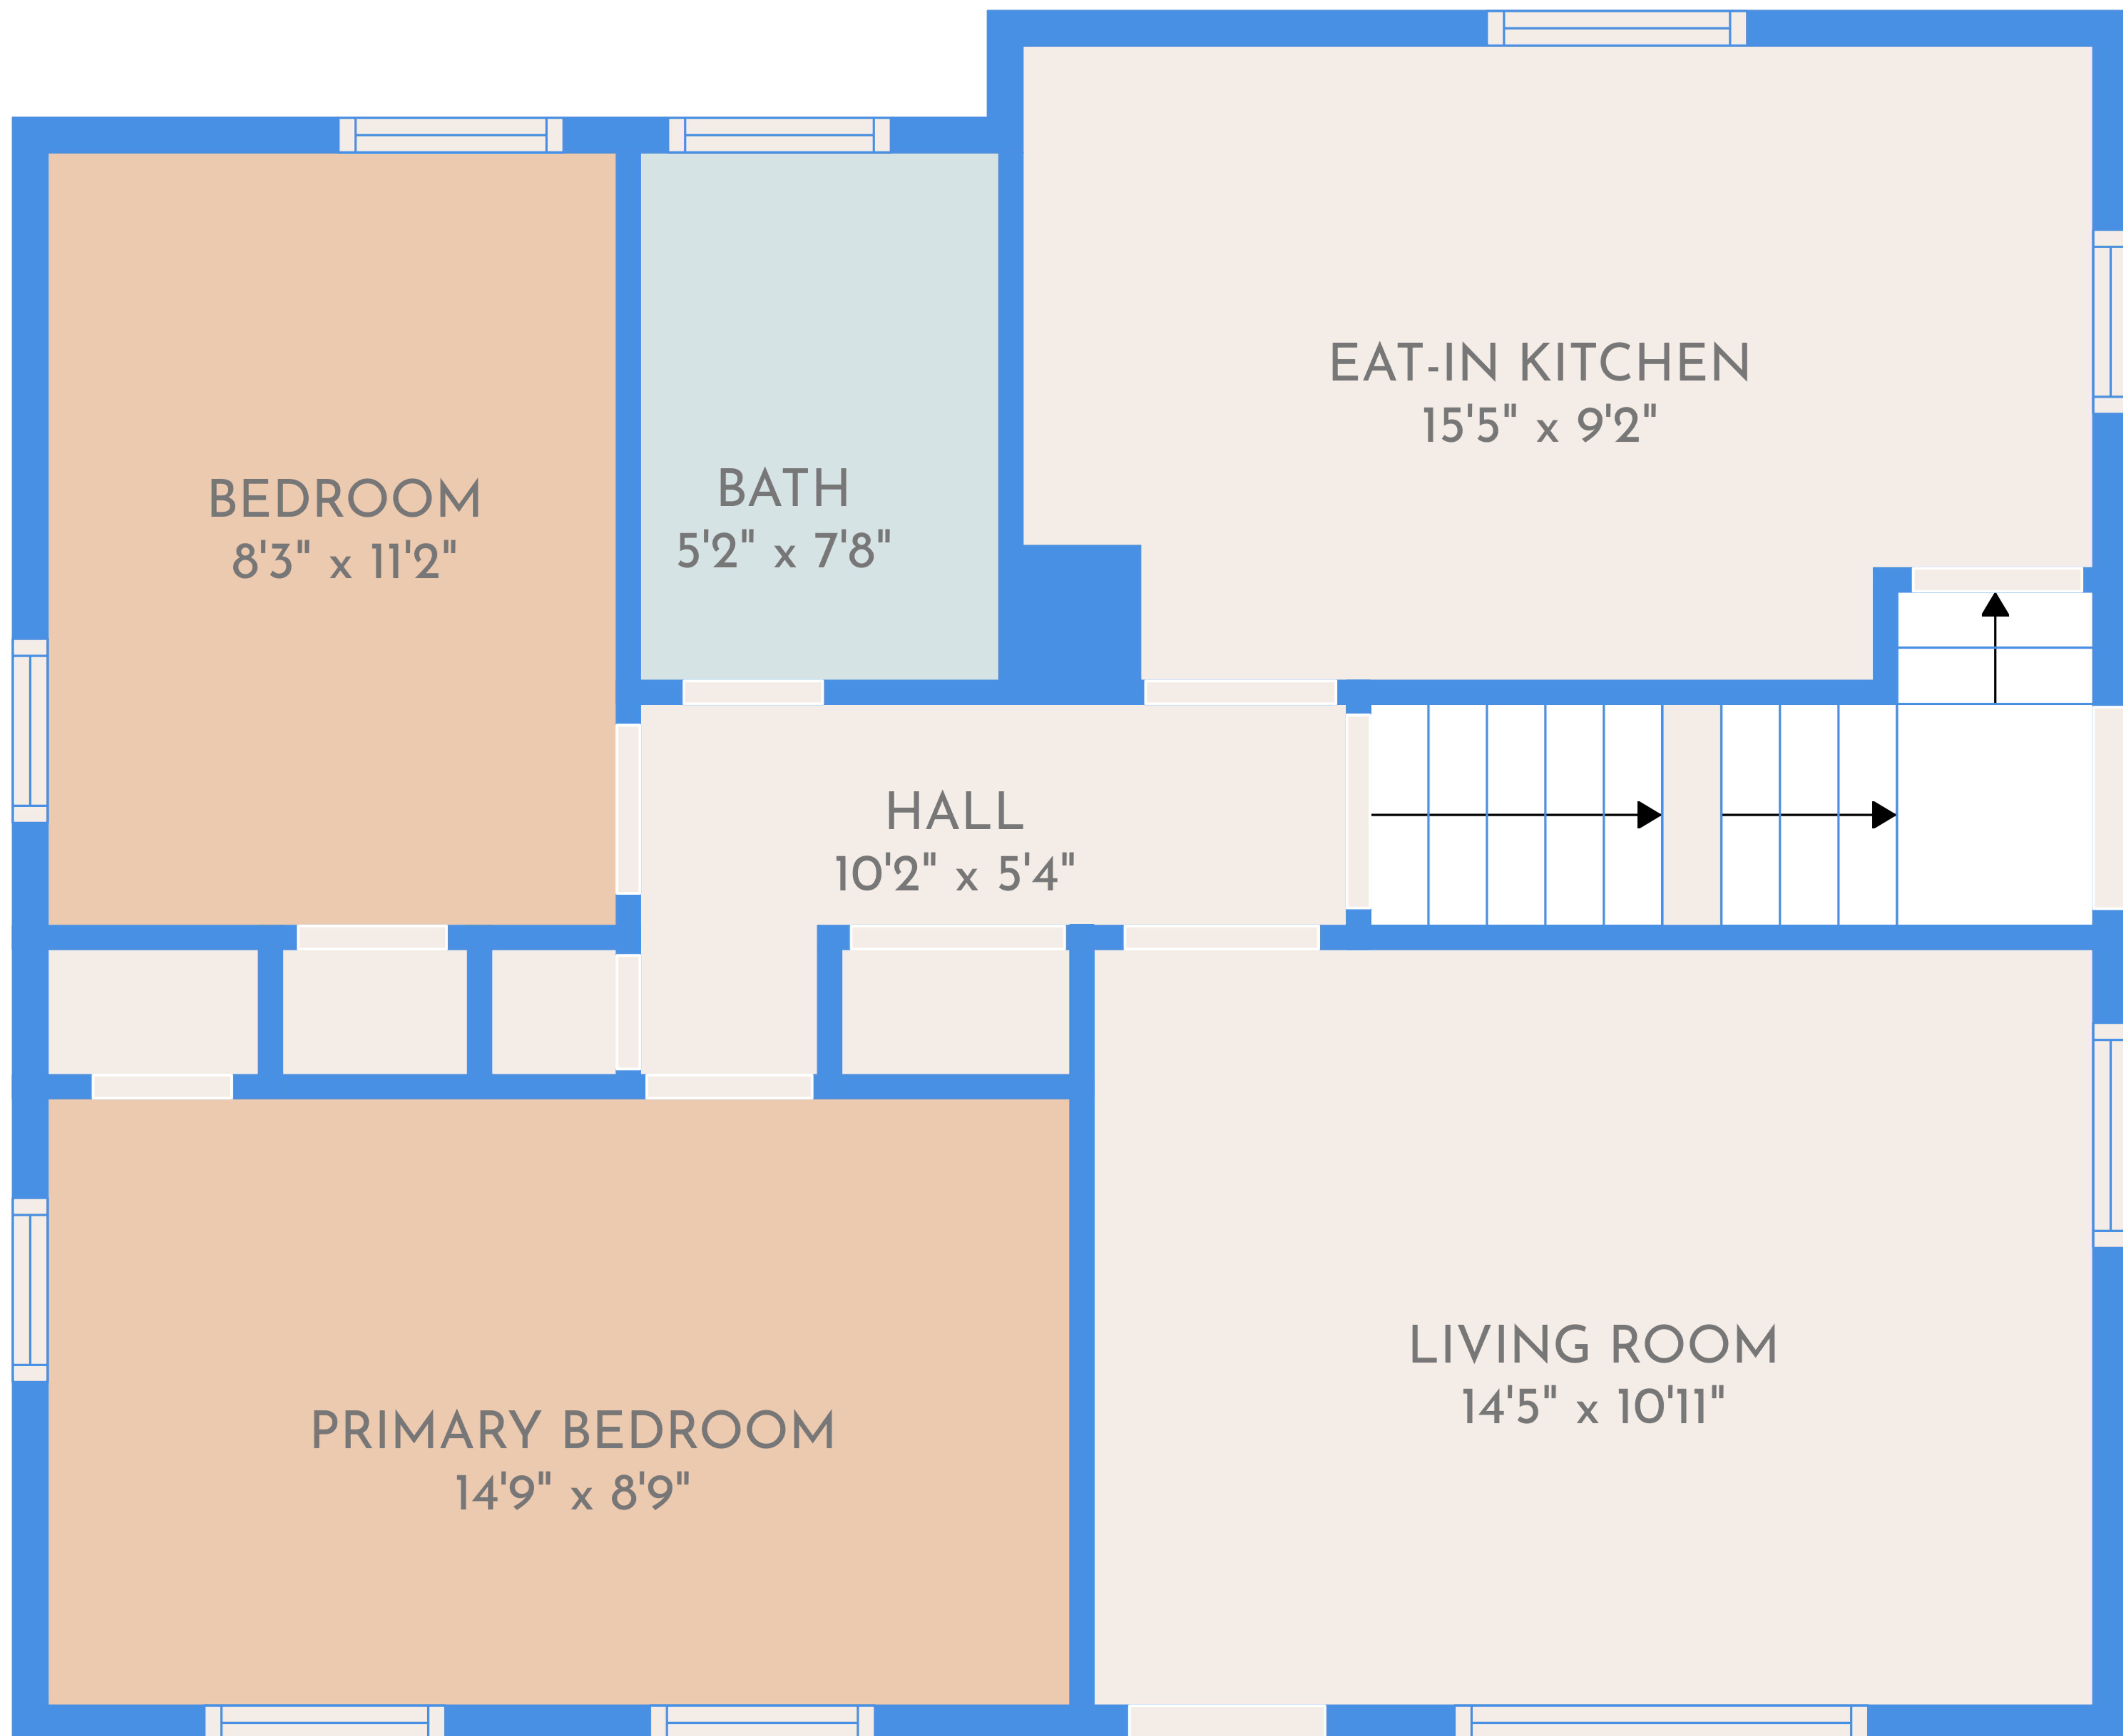 EAT-IN KITCHEN
15'5" x 9'2"
BEDROOM
8'3" x 11'2"
BATH
5'2" x 7'8"
HALL
10'2" x 5'4"
LIVING ROOM
14'5" x 10'11"
PRIMARY BEDROOM
14'9" x 8'9"